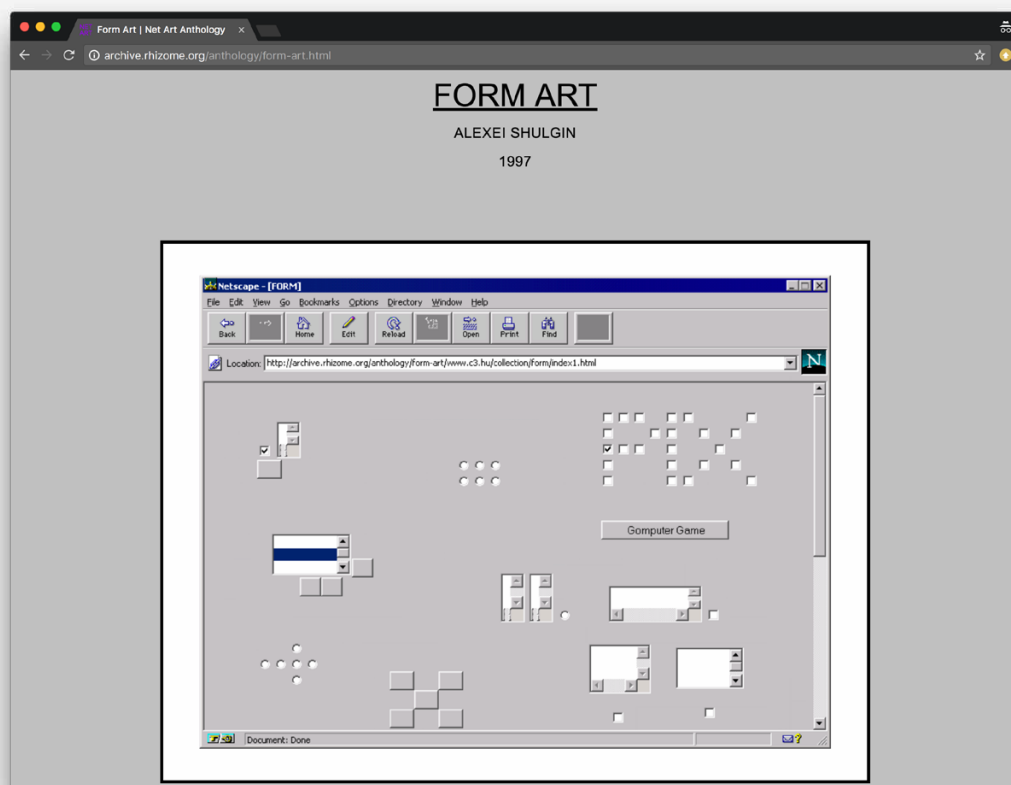 Form Art | Net Art Anthology
archive.rhizome.org/anthology/form-art.html
FORM ART
ALEXEI SHULGIN
1997
Netscape - [FORM]
File Edit View Go Bookmarks Options Directory Window Help
Back Home Edit Reload Open Print Find
Location: http://archive.rhizome.org/anthology/form-art/www.c3.hu/collection/form/index1.html
N
Gomputer Game
Document: Done